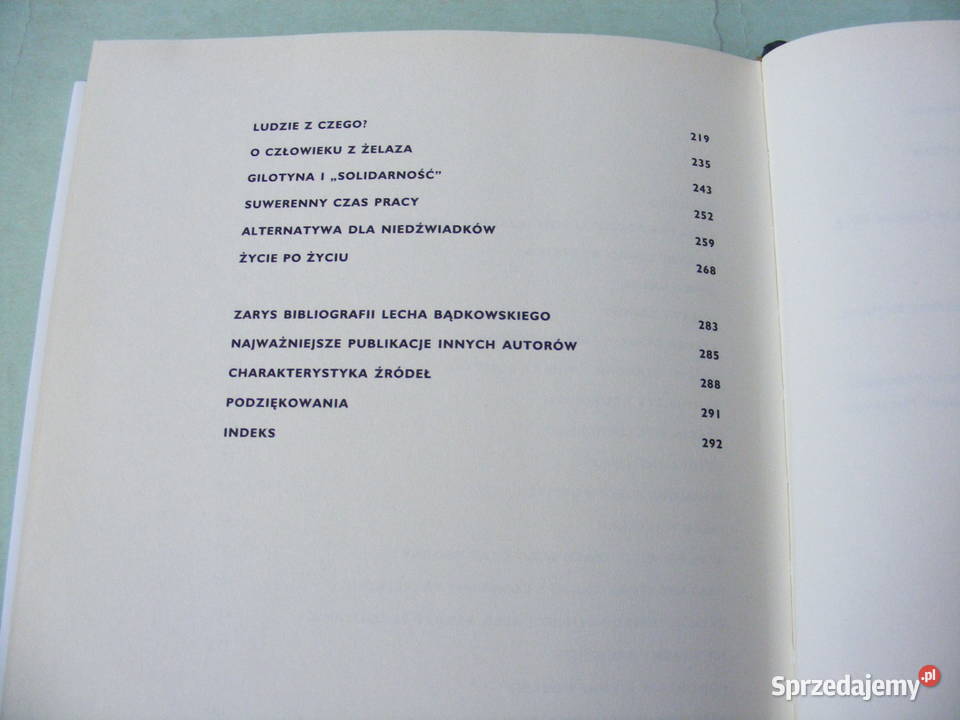 LUDZIE Z CZEGO? 219
O CZŁOWIEKU Z ŻELAZA 235
GILOTYNA I „SOLIDARNOŚĆ” 243
SUWERENNY CZAS PRACY 252
ALTERNATYWA DLA NIEDŹWIADKÓW 259
ŻYCIE PO ŻYCIU 268
ZARYS BIBLIOGRAFII LECHA BĄDKOWSKIEGO 283
NAJWAŻNIEJSZE PUBLIKACJE INNYCH AUTORÓW 285
CHARAKTERYSTYKA ŹRÓDEŁ 288
PODZIĘKOWANIA 291
INDEKS 292
Sprzedajemy.pl